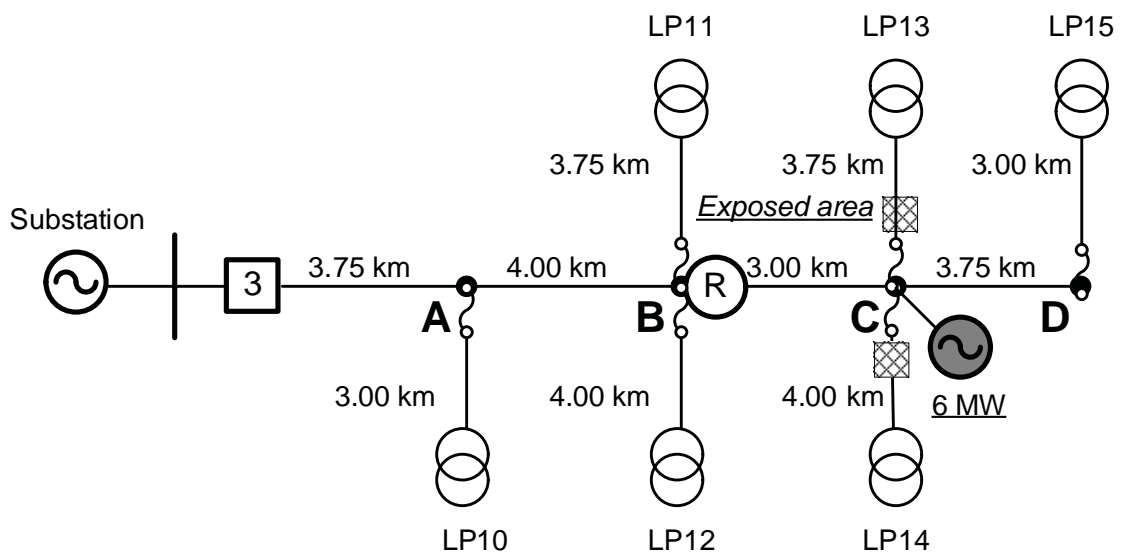 LP11
LP13
LP15
3.75 km
3.75 km
3.00 km
Exposed area
Substation
3
3.75 km
4.00 km
R
3.00 km
3.75 km
A
B
C
D
3.00 km
4.00 km
4.00 km
6 MW
LP10
LP12
LP14